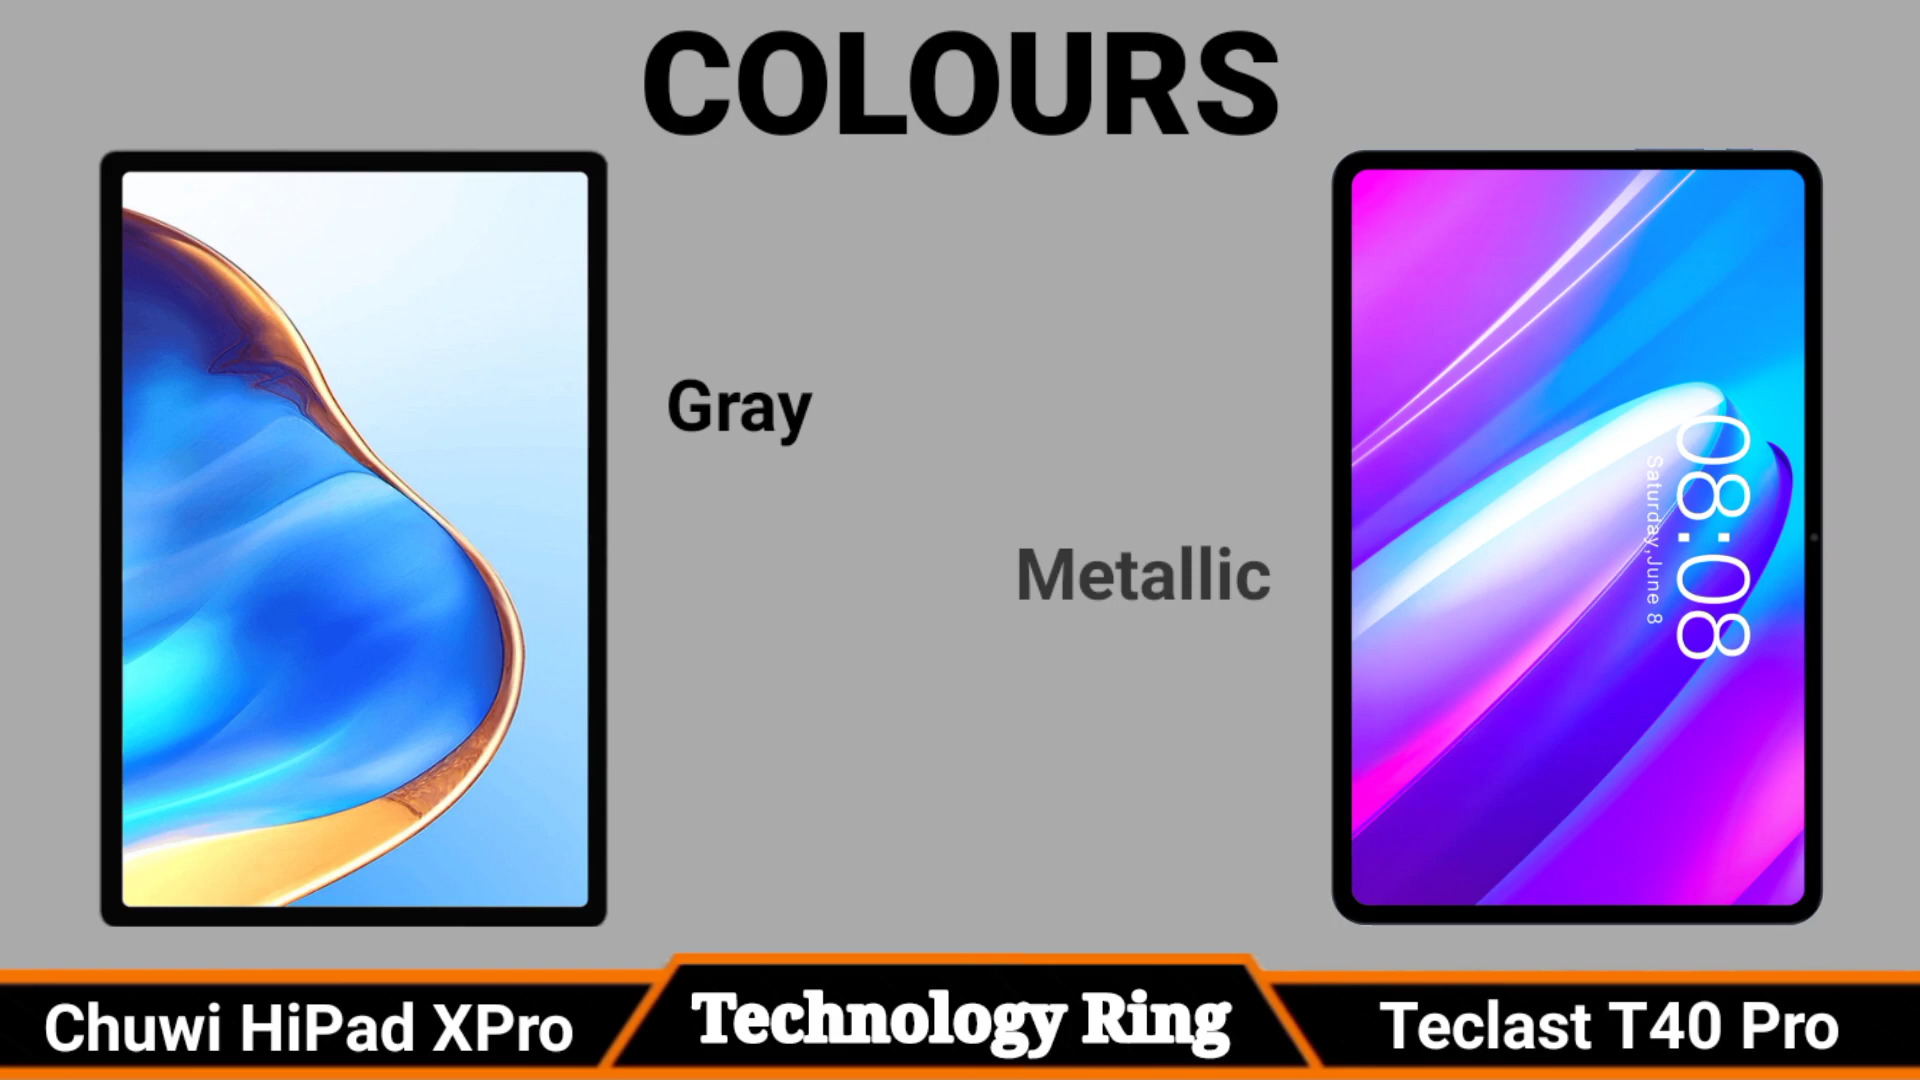 COLOURS
Gray
Metallic
08:08
Saturday,June 8
Chuwi HiPad XPro
Technology Ring
Teclast T40 Pro